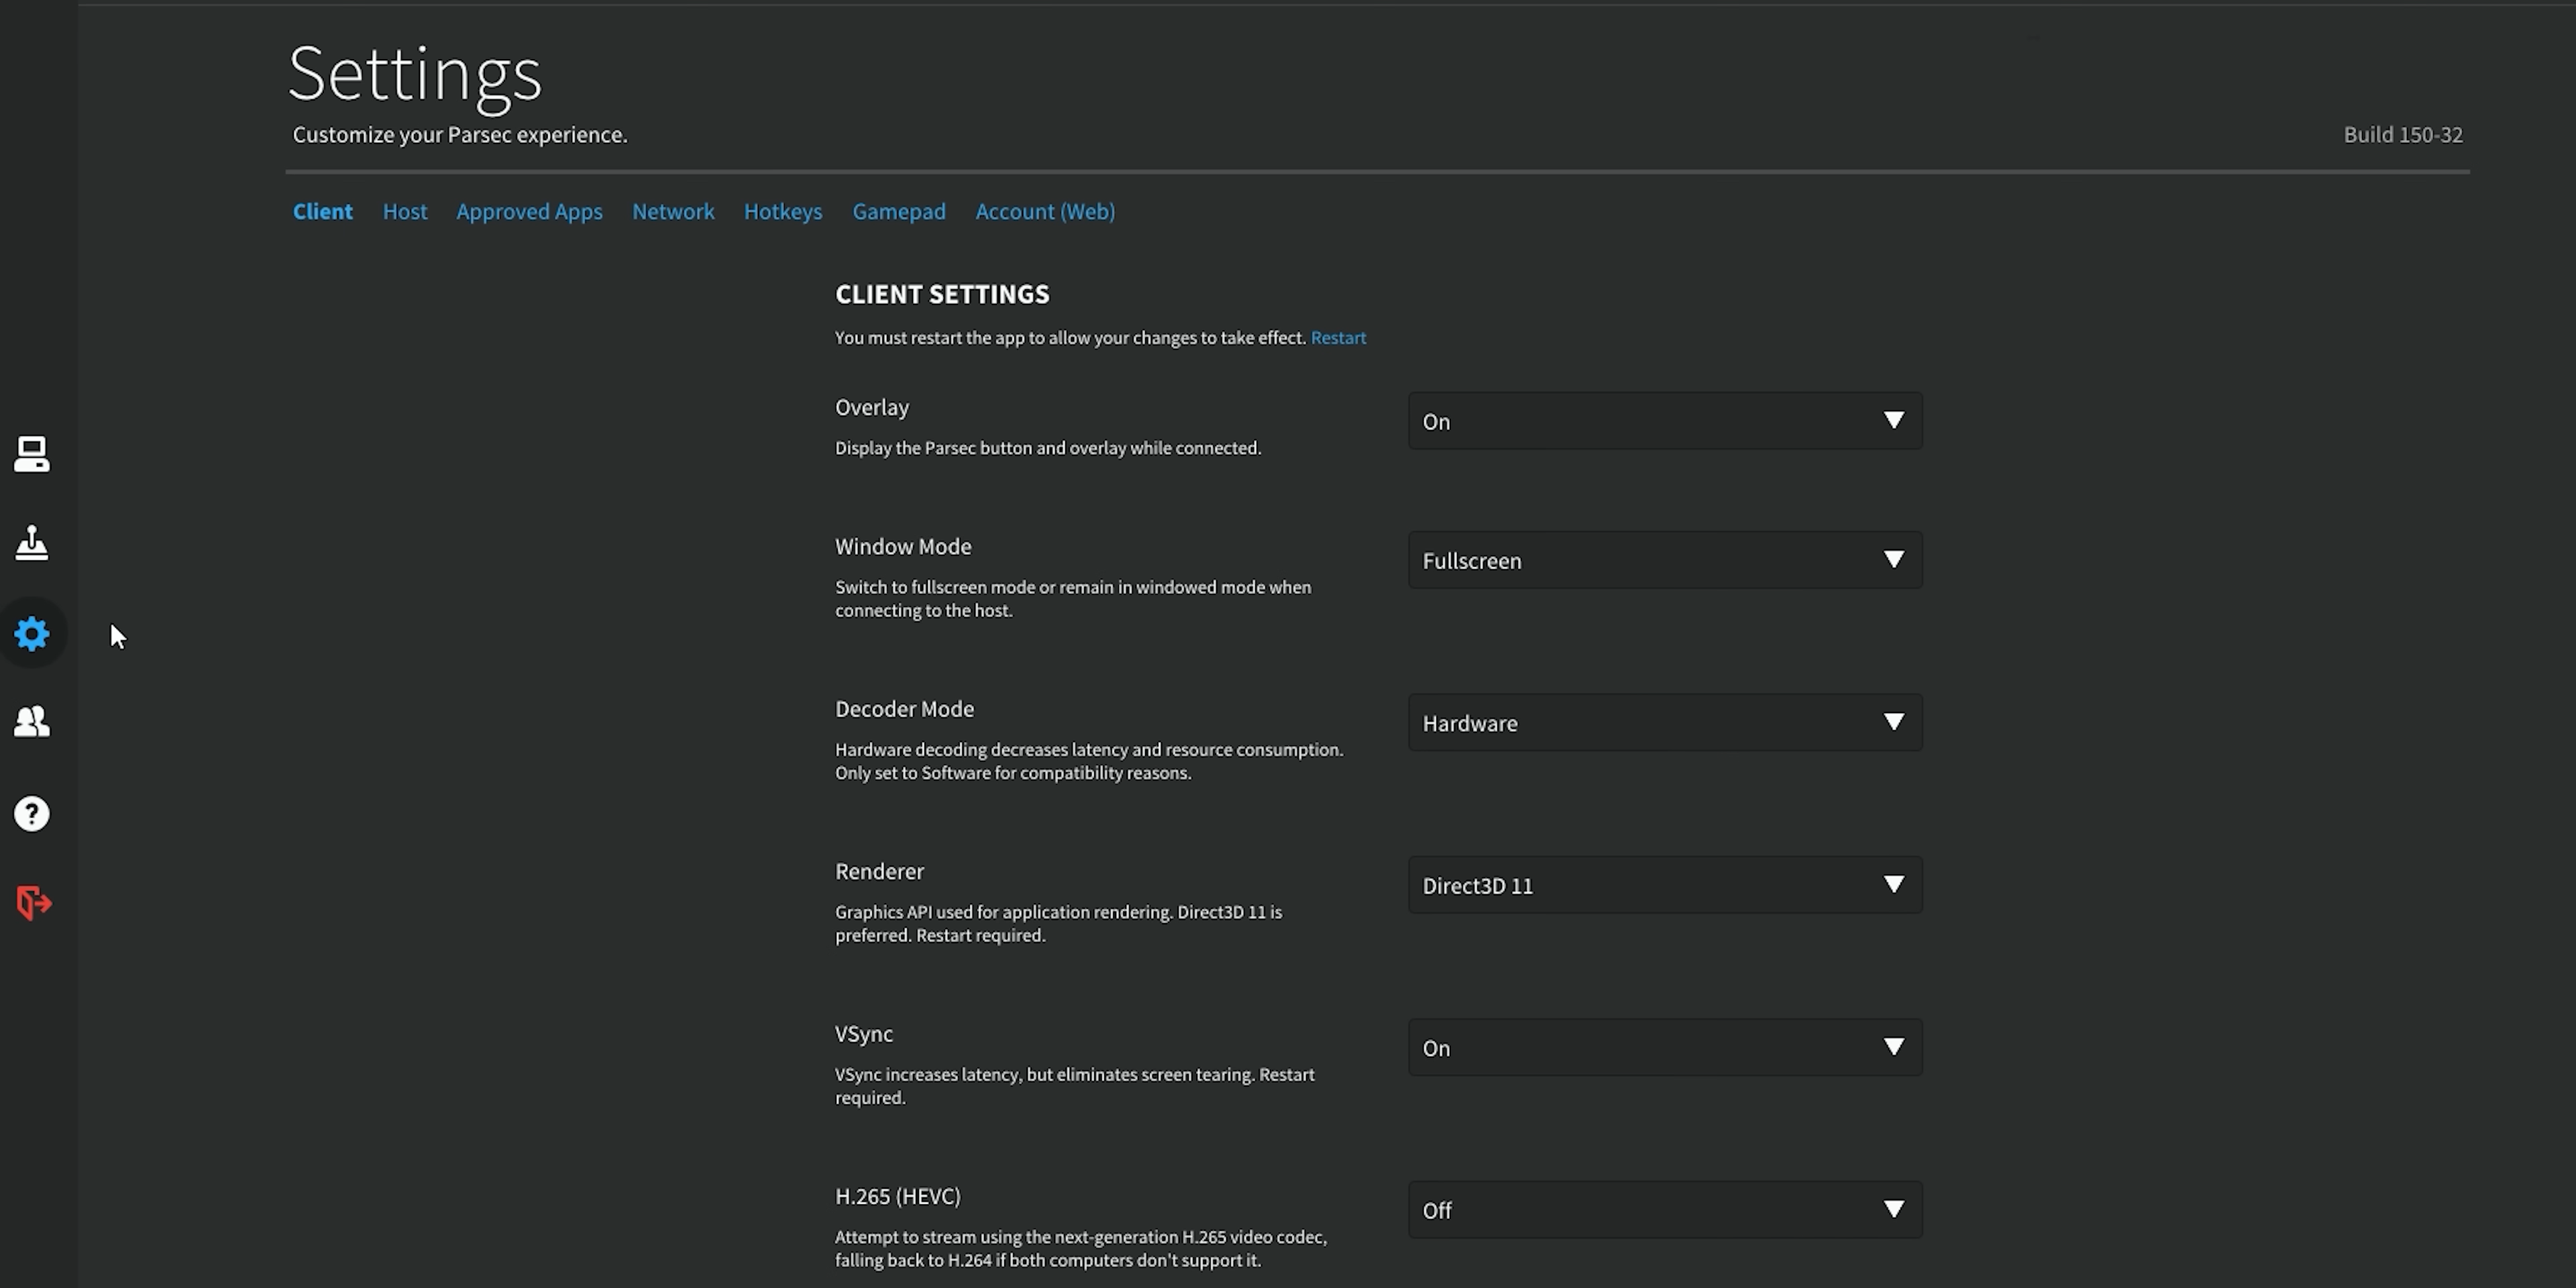 Settings
Customize your Parsec experience.
Build 150-32
Client Host Approved Apps Network Hotkeys Gamepad Account (Web)
CLIENT SETTINGS
You must restart the app to allow your changes to take effect. Restart
Overlay
On
Display the Parsec button and overlay while connected.
Window Mode
Fullscreen
Switch to fullscreen mode or remain in windowed mode when
connecting to the host.
Decoder Mode
Hardware
Hardware decoding decreases latency and resource consumption.
Only set to Software for compatibility reasons.
Renderer
Direct3D 11
Graphics API used for application rendering. Direct3D 11 is
preferred. Restart required.
VSync
On
VSync increases latency, but eliminates screen tearing. Restart
required.
H.265 (HEVC)
Off
Attempt to stream using the next-generation H.265 video codec,
falling back to H.264 if both computers don't support it.